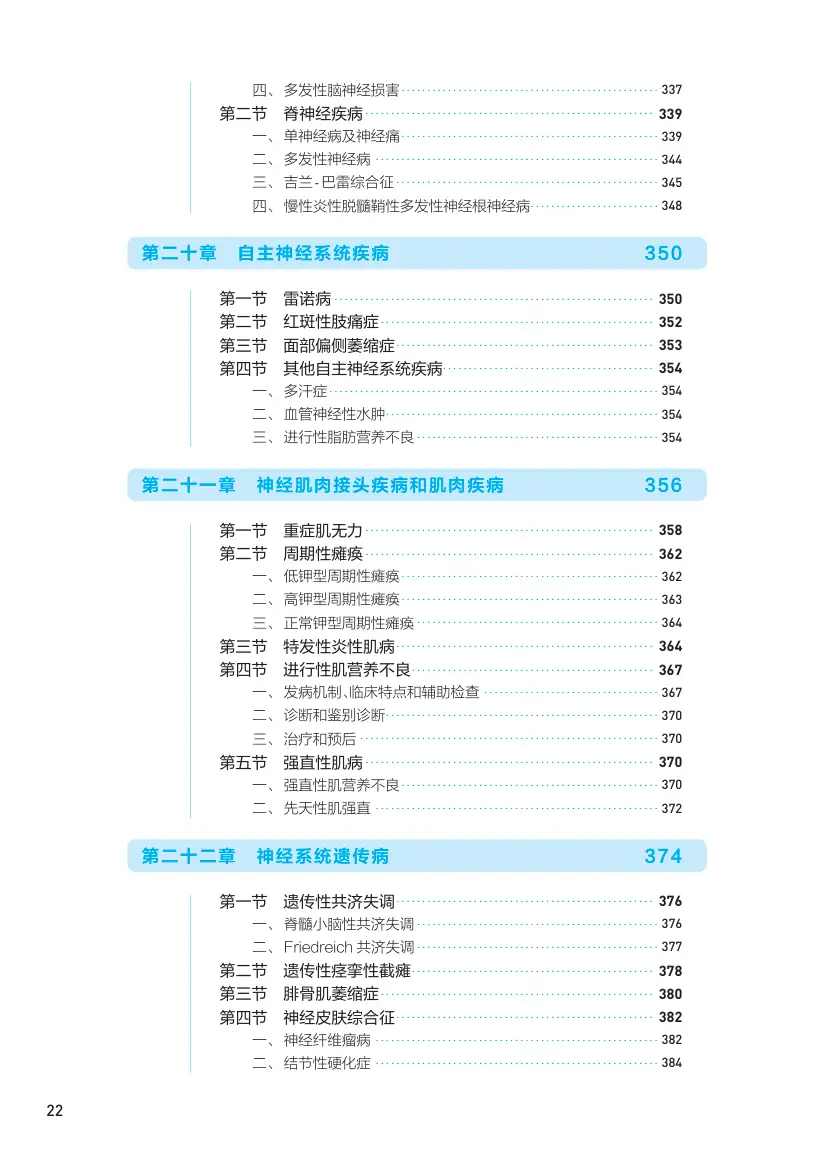 四、多发性脑神经损害 337
第二节 脊神经疾病 339
一、单神经病及神经痛 339
二、多发性神经病 344
三、吉兰-巴雷综合征 345
四、慢性炎性脱髓鞘性多发性神经根神经病 348
第二十章 自主神经系统疾病 350
第一节 雷诺病 350
第二节 红斑性肢痛症 352
第三节 面部偏侧萎缩症 353
第四节 其他自主神经系统疾病 354
一、多汗症 354
二、血管神经性水肿 354
三、进行性脂肪营养不良 354
第二十一章 神经肌肉接头疾病和肌肉疾病 356
第一节 重症肌无力 358
第二节 周期性瘫痪 362
一、低钾型周期性瘫痪 362
二、高钾型周期性瘫痪 363
三、正常钾型周期性瘫痪 364
第三节 特发性炎性肌病 364
第四节 进行性肌营养不良 367
一、发病机制、临床特点和辅助检查 367
二、诊断和鉴别诊断 370
三、治疗和预后 370
第五节 强直性肌病 370
一、强直性肌营养不良 370
二、先天性肌强直 372
第二十二章 神经系统遗传病 374
第一节 遗传性共济失调 376
一、脊髓小脑性共济失调 376
二、Friedreich 共济失调 377
第二节 遗传性痉挛性截瘫 378
第三节 腓骨肌萎缩症 380
第四节 神经皮肤综合征 382
一、神经纤维瘤病 382
二、结节性硬化症 384
22